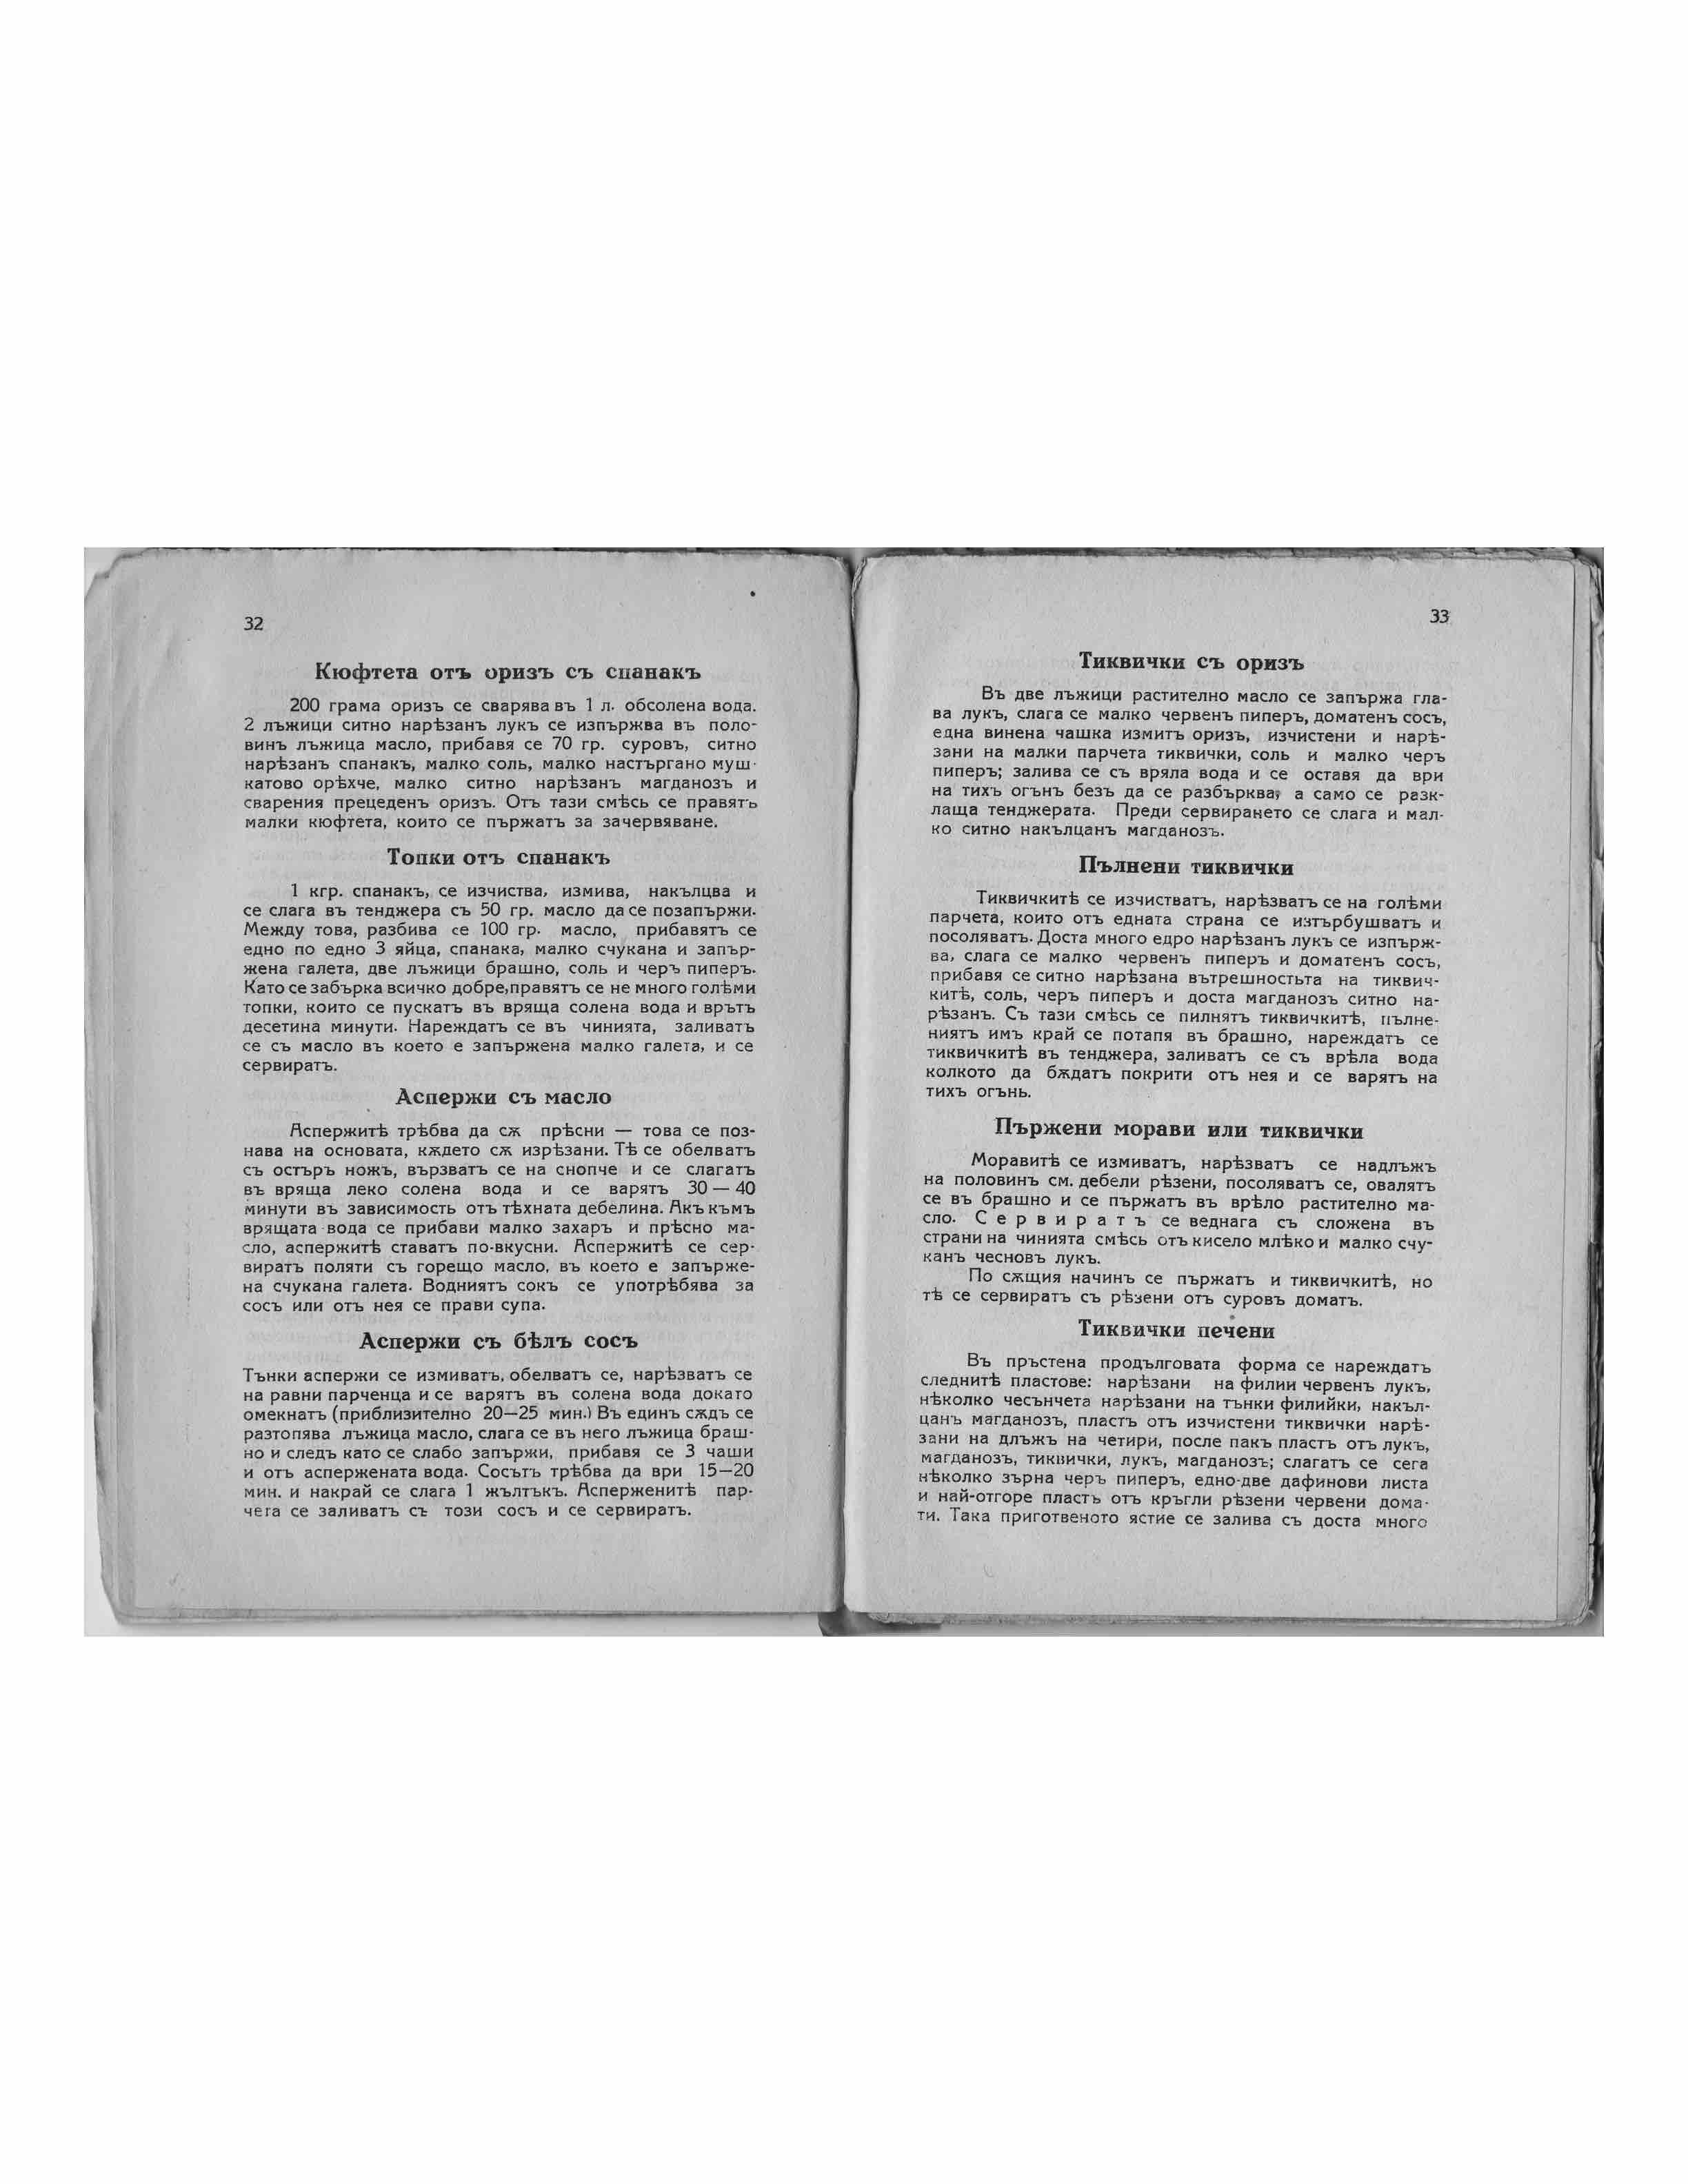 32
Кюфтета отъ оризъ съ спанакъ
200 грама оризъ се сварява въ 1 л. обсолена вода.
2 лъжици ситно нарѣзанъ лукъ се изпържва въ поло-
винъ лъжица масло, прибавя се 70 гр. суровъ, ситно
нарѣзанъ спанакъ, малко соль, малко настъргано муш-
катово орѣхче, малко ситно нарѣзанъ магданозъ и
сварения прецеденъ оризъ. Отъ тази смѣсь се правятъ
малки кюфтета, които се пържатъ за зачервяване.
Топки отъ спанакъ
1 кгр. спанакъ, се изчиства, измива, накълцва и
се слага въ тенджера съ 50 гр. масло да се позапържи.
Между това, разбива се 100 гр. масло, прибавятъ се
едно по едно 3 яйца, спанака, малко счукана и запър-
жена галета, две лъжици брашно, соль и черъ пиперъ.
Като се забърка всичко добре, правятъ се не много голѣми
топки, които се пускатъ въ вряща солена вода и врътъ
десетина минути. Нареждатъ се въ чинията, заливатъ
се съ масло въ което е запържена малко галета, и се
сервиратъ.
Аспержи съ масло
Аспержитѣ трѣбва да сѫ прѣсни — това се поз-
нава на основата, кѫдето сѫ изрѣзани. Тѣ се обелватъ
съ остъръ ножъ, вързватъ се на снопче и се слагатъ
въ вряща леко солена вода и се варятъ 30 — 40
минути въ зависимость отъ тѣхната дебелина. Акъ къмъ
врящата вода се прибави малко захаръ и прѣсно ма-
сло, аспержитѣ ставатъ по-вкусни. Аспержитѣ се сер-
виратъ поляти съ горещо масло, въ което е запърже-
на счукана галета. Водниятъ сокъ се употрѣбява за
сосъ или отъ нея се прави супа.
Аспержи съ бѣлъ сосъ
Тънки аспержи се измиватъ, обелватъ се, нарѣзватъ се
на равни парченца и се варятъ въ солена вода докато
омекнатъ (приблизително 20—25 мин.) Въ единъ сѫдъ се
разтопява лъжица масло, слага се въ него лъжица браш-
но и следъ като се слабо запържи, прибавя се 3 чаши
и отъ аспержената вода. Сосътъ трѣбва да ври 15—20
мин. и накрай се слага 1 жълтъкъ. Асперженитѣ пар-
чета се заливатъ съ този сосъ и се сервиратъ.
33
Тиквички съ оризъ
Въ две лъжици растително масло се запържа гла-
ва лукъ, слага се малко червенъ пиперъ, доматенъ сосъ,
една винена чашка измитъ оризъ, изчистени и нарѣ-
зани на малки парчета тиквички, соль и малко черъ
пиперъ; залива се съ вряла вода и се оставя да ври
на тихъ огънь безъ да се разбърква, а само се разк-
лаща тенджерата. Преди сервирането се слага и мал-
ко ситно накълцанъ магданозъ.
Пълнени тиквички
Тиквичкитѣ се изчистватъ, нарѣзватъ се на голѣми
парчета, които отъ едната страна се изтърбушватъ и
посоляватъ. Доста много едро нарѣзанъ лукъ се изпърж-
ва, слага се малко червенъ пиперъ и доматенъ сосъ,
прибавя се ситно нарѣзана вътрешностьта на тиквич-
китѣ, соль, черъ пиперъ и доста магданозъ ситно на-
рѣзанъ. Съ тази смѣсь се пилнятъ тиквичкитѣ, пълне-
ниятъ имъ край се потапя въ брашно, нареждатъ се
тиквичкитѣ въ тенджера, заливатъ се съ врѣла вода
колкото да бѫдатъ покрити отъ нея и се варятъ на
тихъ огънь.
Пържени морави или тиквички
Моравитѣ се измиватъ, нарѣзватъ се надлъжъ
на половинъ см. дебели рѣзени, посоляватъ се, овалятъ
се въ брашно и се пържатъ въ врѣло растително ма-
сло. Сервиратъ се веднага съ сложена въ
страни на чинията смѣсь отъ кисело млѣко и малко счу-
канъ чесновъ лукъ.
По сѫщия начинъ се пържатъ и тиквичкитѣ, но
тѣ се сервиратъ съ рѣзени отъ суровъ доматъ.
Тиквички печени
Въ пръстена продълговата форма се нареждатъ
следнитѣ пластове: нарѣзани на филии червенъ лукъ,
нѣколко чесънчета нарѣзани на тънки филийки, накъл-
цанъ магданозъ, пластъ отъ изчистени тиквички нарѣ-
зани на длъжъ на четири, после пакъ пластъ отъ лукъ,
магданозъ, тиквички, лукъ, магданозъ; слагатъ се сега
нѣколко зърна черъ пиперъ, едно-две дафинови листа
и най-отгоре пластъ отъ кръгли рѣзени червени дома-
ти. Така приготвеното ястие се залива съ доста много